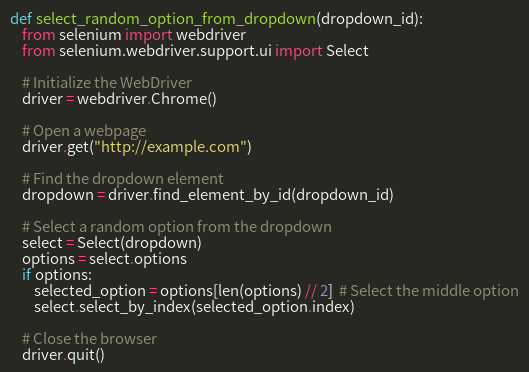 def select_random_option_from_dropdown(dropdown_id):
    from selenium import webdriver
    from selenium.webdriver.support.ui import Select

    # Initialize the WebDriver
    driver = webdriver.Chrome()

    # Open a webpage
    driver.get("http://example.com")

    # Find the dropdown element
    dropdown = driver.find_element_by_id(dropdown_id)

    # Select a random option from the dropdown
    select = Select(dropdown)
    options = select.options
    if options:
        selected_option = options[len(options) // 2]  # Select the middle option
        select.select_by_index(selected_option.index)

    # Close the browser
    driver.quit()